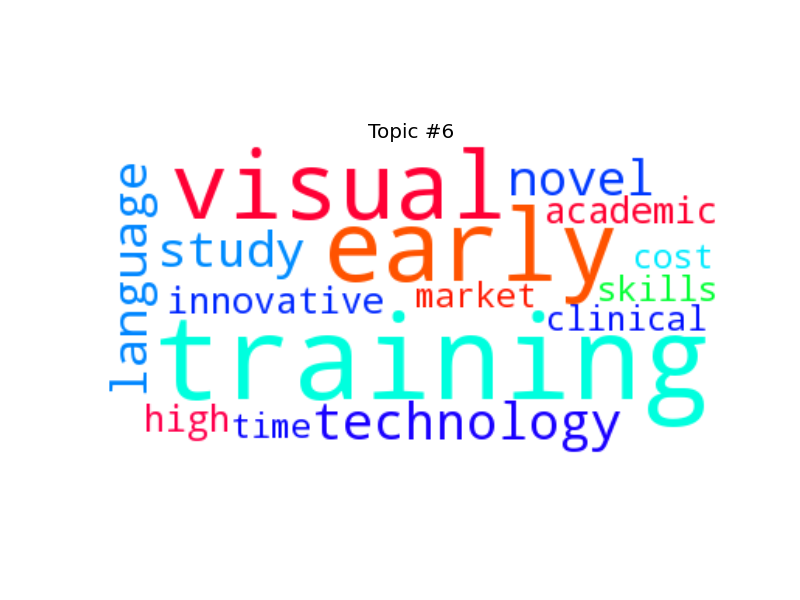 Topic #6
language
visual
novel
academic
study
early
cost
skills
innovative
market
clinical
training
high
time
technology